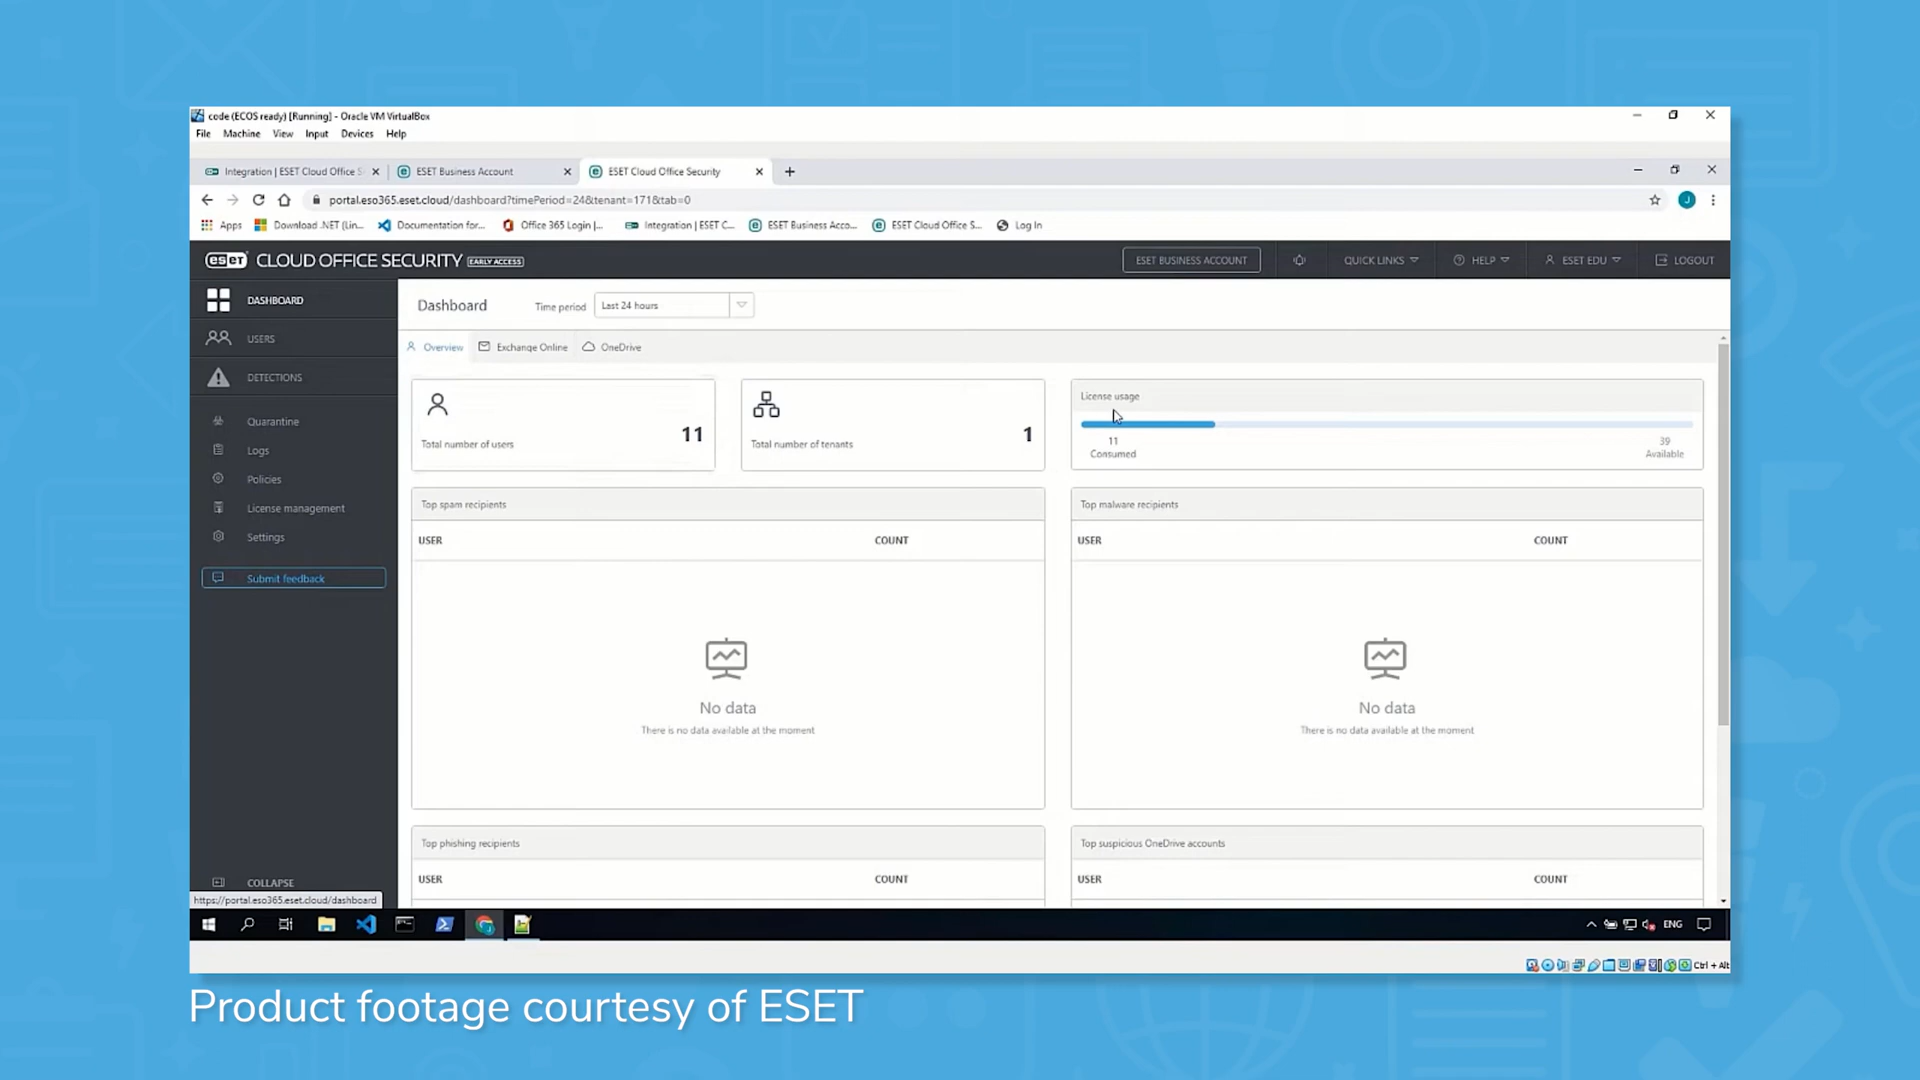 code (ECOS ready) [Running] - Oracle VM VirtualBox
File Machine View Input Devices Help
Integration | ESET Cloud Office S
ESET Business Account
ESET Cloud Office Security
portal.eso365.eset.cloud/dashboard?timePeriod=24&tenant=171&tab=0
J
Apps Download .NET (Lin... Documentation for... Office 365 Login |... Integration | ESET C... ESET Business Acco... ESET Cloud Office S... Log In
eset CLOUD OFFICE SECURITY EARLY ACCESS
ESET BUSINESS ACCOUNT QUICK LINKS HELP ESET EDU LOGOUT
DASHBOARD
USERS
DETECTIONS
Quarantine
Logs
Policies
License management
Settings
Submit feedback
COLLAPSE
https://portal.eso365.eset.cloud/dashboard
Dashboard Time period Last 24 hours
Overview Exchange Online OneDrive
Total number of users 11
Total number of tenants 1
License usage
11 39
Consumed Available
Top spam recipients
USER COUNT
No data
There is no data available at the moment
Top malware recipients
USER COUNT
No data
There is no data available at the moment
Top phishing recipients
USER COUNT
Top suspicious OneDrive accounts
USER COUNT
ENG
Ctrl + Alt
Product footage courtesy of ESET